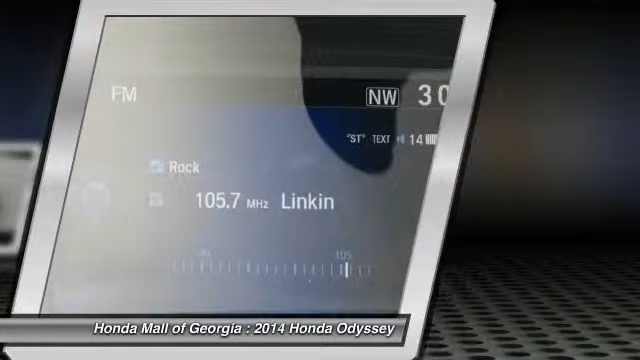 FM NW 30
"ST" TEXT 14
Rock
105.7 MHz Linkin
105
Honda Mall of Georgia : 2014 Honda Odyssey